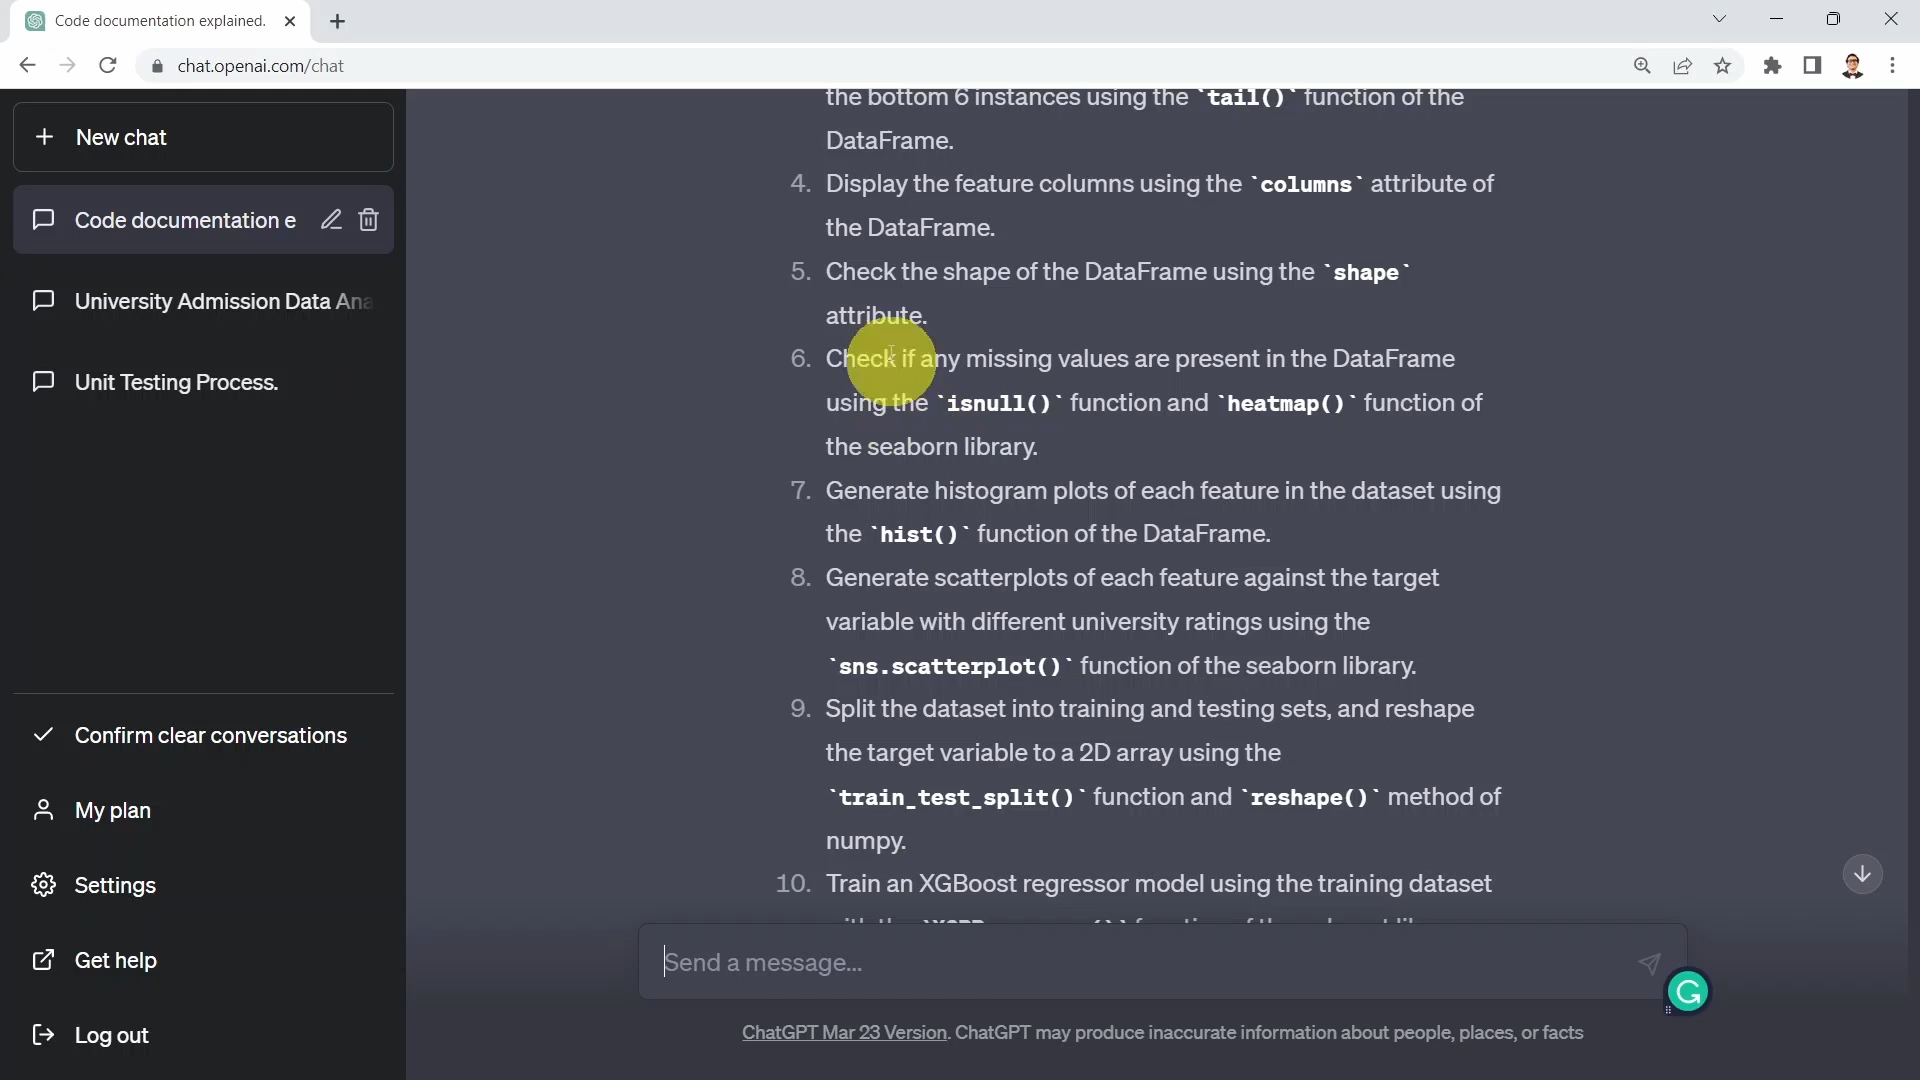 Code documentation explained.
chat.openai.com/chat
New chat
Code documentation e
University Admission Data Ana
Unit Testing Process.
Confirm clear conversations
My plan
Settings
Get help
Log out
the bottom 6 instances using the `tail()` function of the
DataFrame.
4. Display the feature columns using the `columns` attribute of
the DataFrame.
5. Check the shape of the DataFrame using the `shape`
attribute.
6. Check if any missing values are present in the DataFrame
using the `isnull()` function and `heatmap()` function of
the seaborn library.
7. Generate histogram plots of each feature in the dataset using
the `hist()` function of the DataFrame.
8. Generate scatterplots of each feature against the target
variable with different university ratings using the
`sns.scatterplot()` function of the seaborn library.
9. Split the dataset into training and testing sets, and reshape
the target variable to a 2D array using the
`train_test_split()` function and `reshape()` method of
numpy.
10. Train an XGBoost regressor model using the training dataset
Send a message...
ChatGPT Mar 23 Version. ChatGPT may produce inaccurate information about people, places, or facts